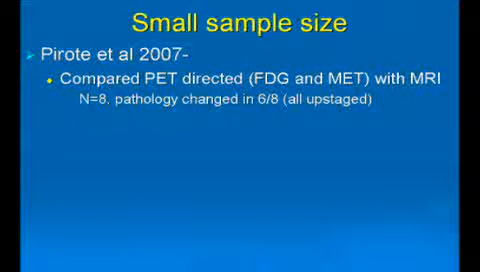 Small sample size
Pirote et al 2007-
Compared PET directed (FDG and MET) with MRI
N=8. pathology changed in 6/8 (all upstaged)